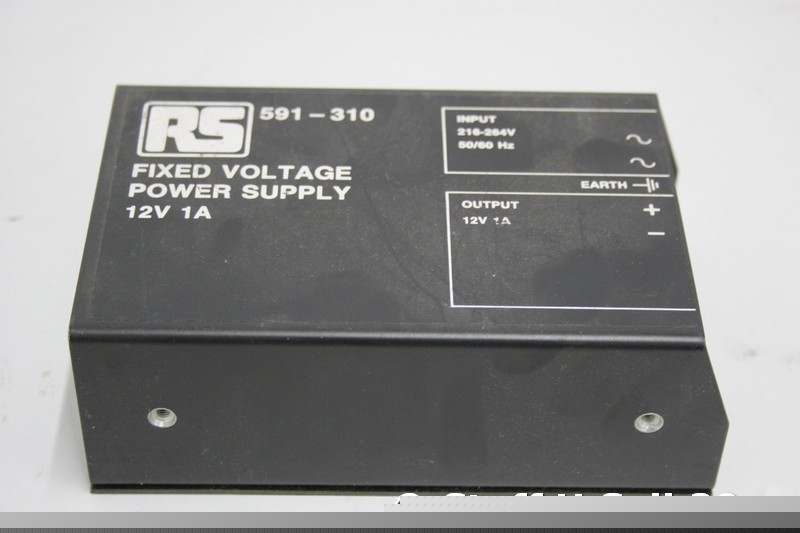 RS 591-310
FIXED VOLTAGE
POWER SUPPLY
12V 1A
INPUT
216-264V
50/60 Hz
EARTH
OUTPUT
+
12V 1A
−